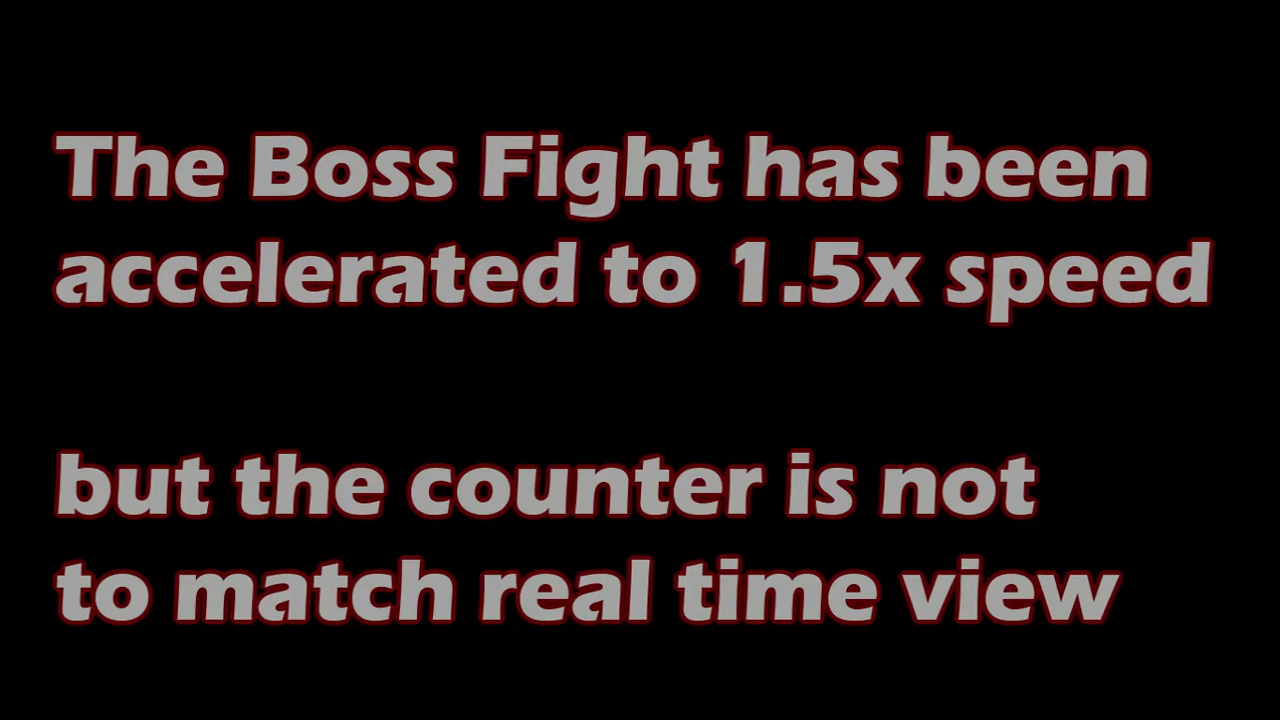 The Boss Fight has been
accelerated to 1.5x speed
but the counter is not
to match real time view